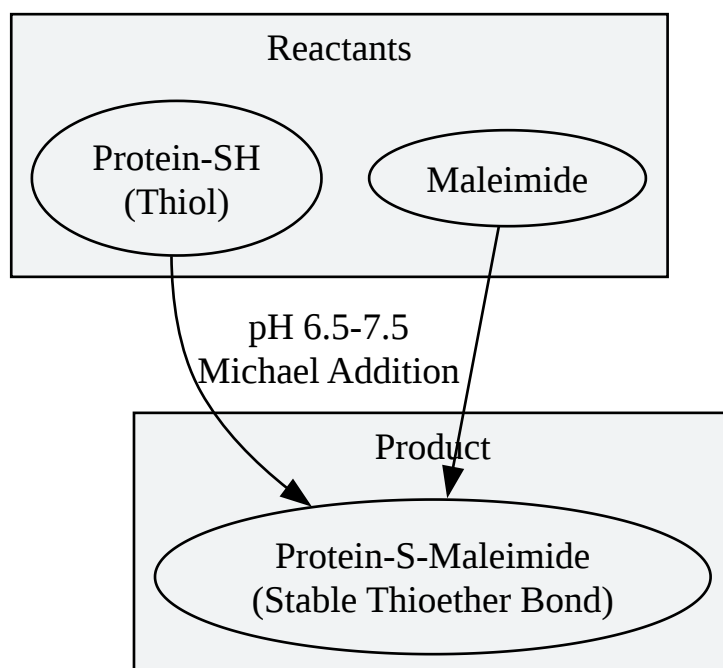 Reactants
Protein-SH
(Thiol)
Maleimide
pH 6.5-7.5
Michael Addition
Product
Protein-S-Maleimide
(Stable Thioether Bond)